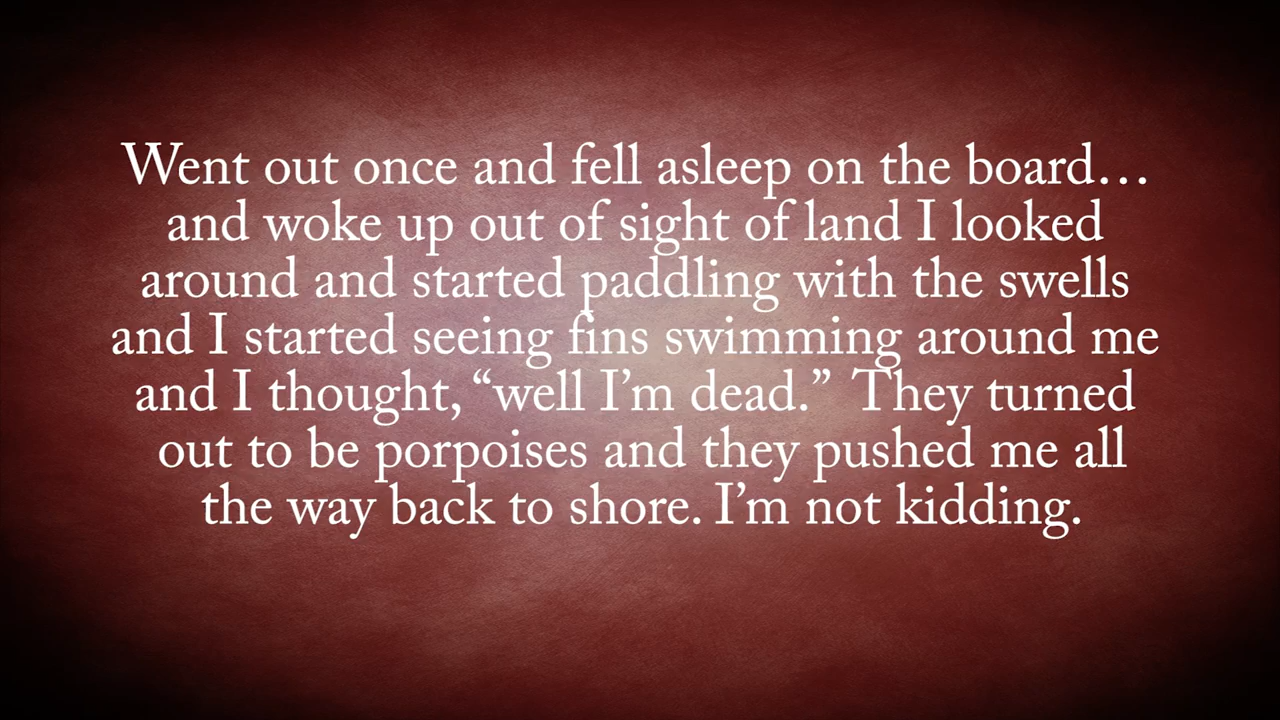 Went out once and fell asleep on the board…
and woke up out of sight of land I looked
around and started paddling with the swells
and I started seeing fins swimming around me
and I thought, “well I’m dead.”  They turned
out to be porpoises and they pushed me all
the way back to shore. I’m not kidding.